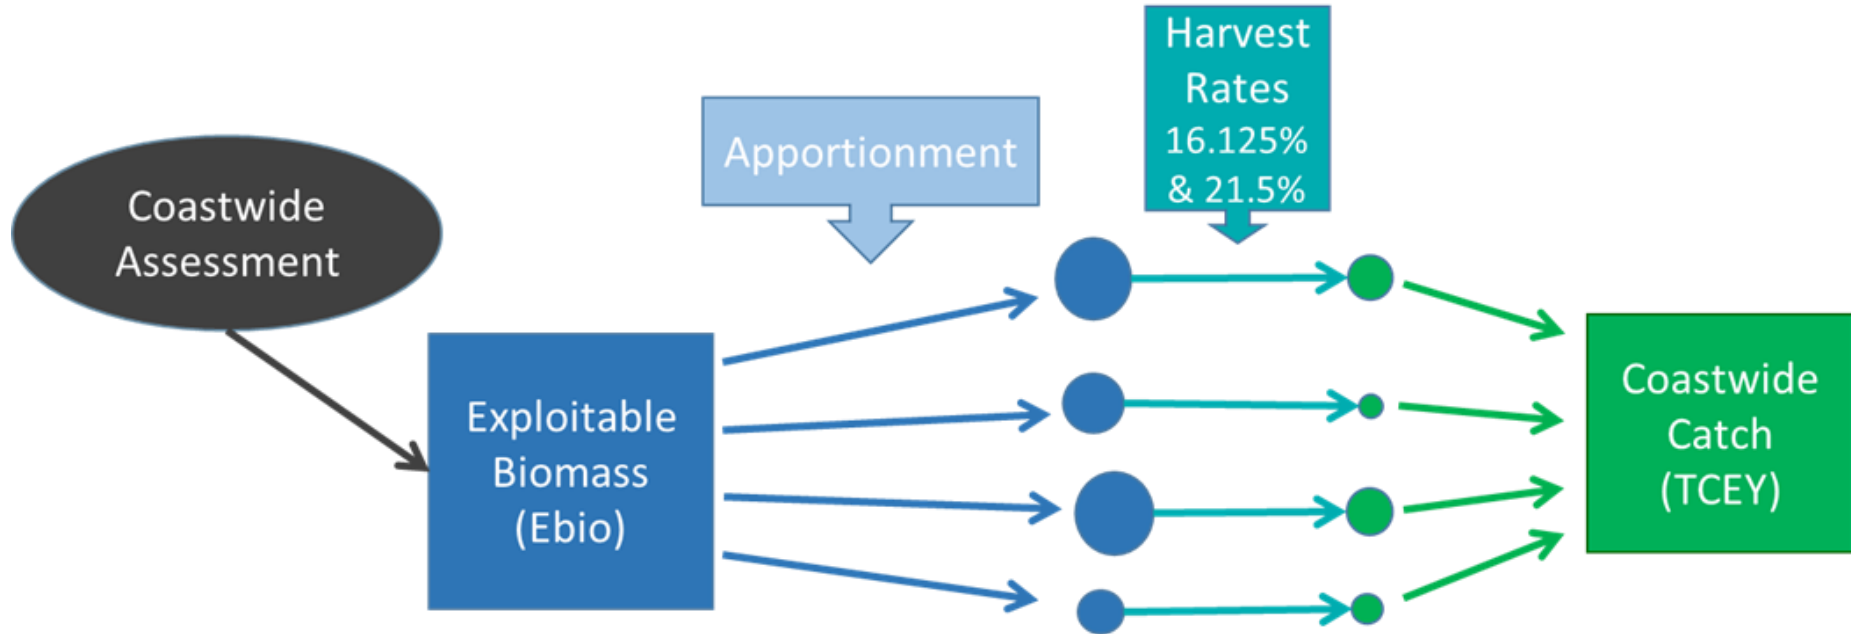 Coastwide
Assessment
Exploitable
Biomass
(Ebio)
Apportionment
Harvest
Rates
16.125%
& 21.5%
Coastwide
Catch
(TCEY)